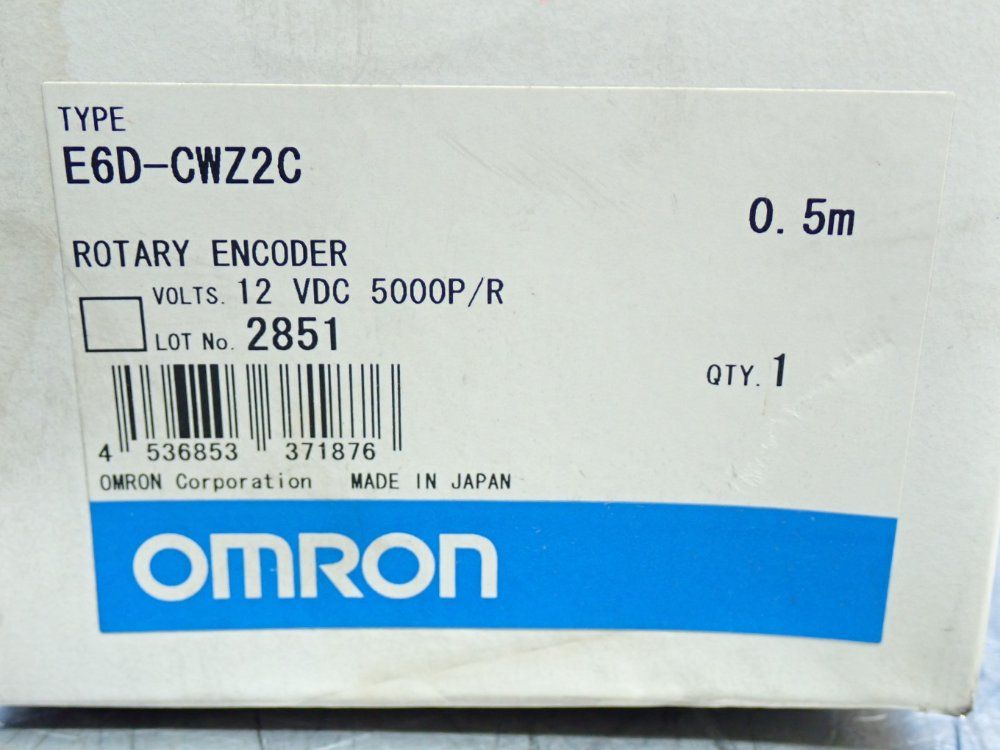 TYPE
E6D-CWZ2C
0.5m
ROTARY ENCODER
VOLTS. 12 VDC 5000P/R
LOT No. 2851
QTY. 1
4 536853 371876
OMRON Corporation MADE IN JAPAN
OMRON